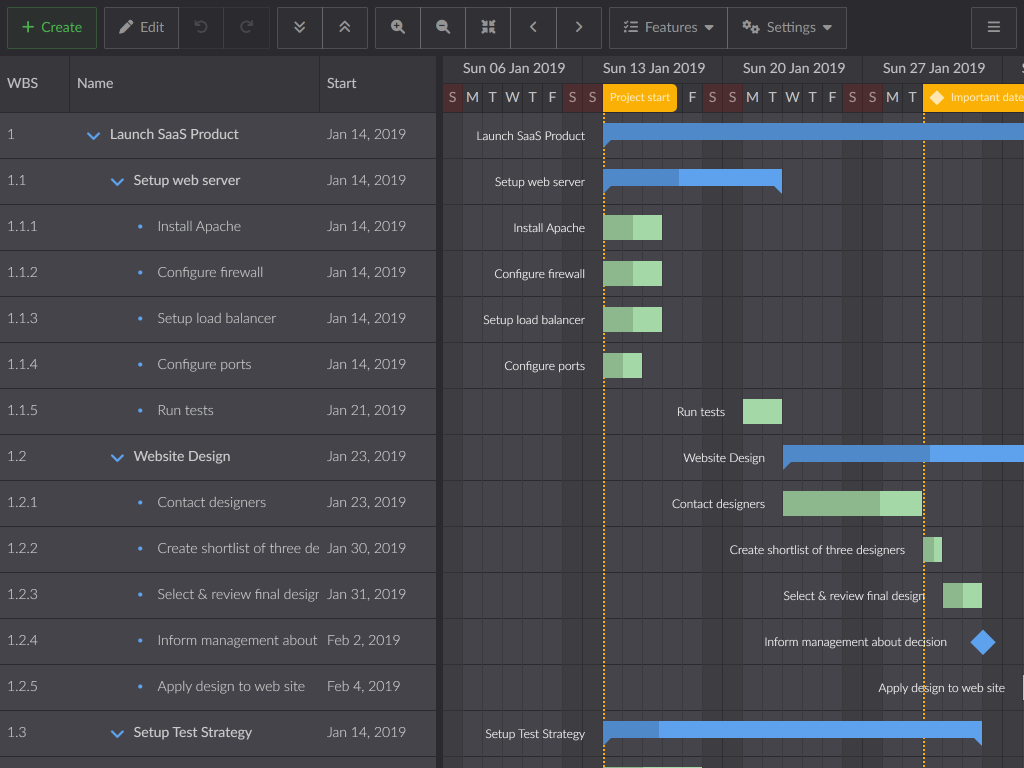 Create Edit Features Settings
WBS Name Start
Sun 06 Jan 2019 Sun 13 Jan 2019 Sun 20 Jan 2019 Sun 27 Jan 2019 S
S M T W T F S S Project start F S S M T W T F S S M T Important date
1 Launch SaaS Product Jan 14, 2019 Launch SaaS Product
1.1 Setup web server Jan 14, 2019 Setup web server
1.1.1 Install Apache Jan 14, 2019 Install Apache
1.1.2 Configure firewall Jan 14, 2019 Configure firewall
1.1.3 Setup load balancer Jan 14, 2019 Setup load balancer
1.1.4 Configure ports Jan 14, 2019 Configure ports
1.1.5 Run tests Jan 21, 2019 Run tests
1.2 Website Design Jan 23, 2019 Website Design
1.2.1 Contact designers Jan 23, 2019 Contact designers
1.2.2 Create shortlist of three de Jan 30, 2019 Create shortlist of three designers
1.2.3 Select & review final desigr Jan 31, 2019 Select & review final design
1.2.4 Inform management about Feb 2, 2019 Inform management about decision
1.2.5 Apply design to web site Feb 4, 2019 Apply design to web site
1.3 Setup Test Strategy Jan 14, 2019 Setup Test Strategy